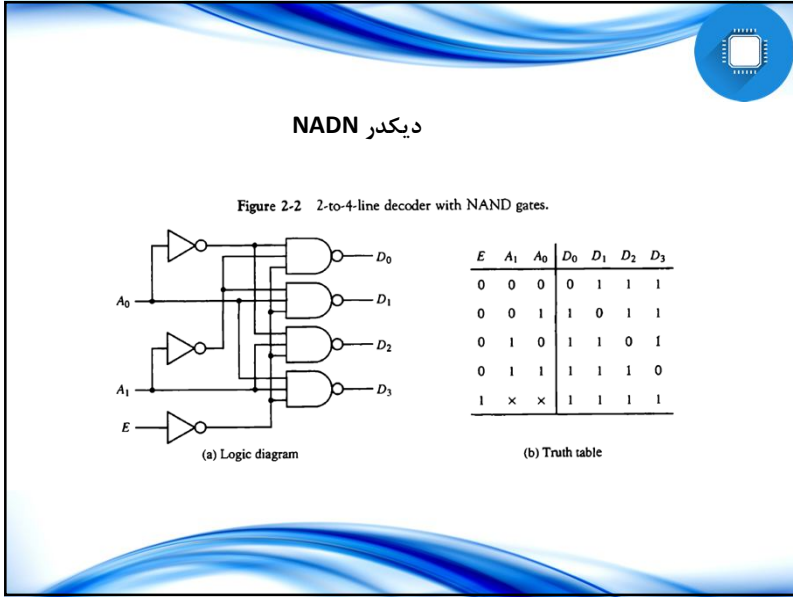 دیکدر NADN
Figure 2-2 2-to-4-line decoder with NAND gates.
D0
A0
D1
D2
A1
D3
E
(a) Logic diagram
E A1 A0 D0 D1 D2 D3
0 0 0 0 1 1 1
0 0 1 1 0 1 1
0 1 0 1 1 0 1
0 1 1 1 1 1 0
1 × × 1 1 1 1
(b) Truth table